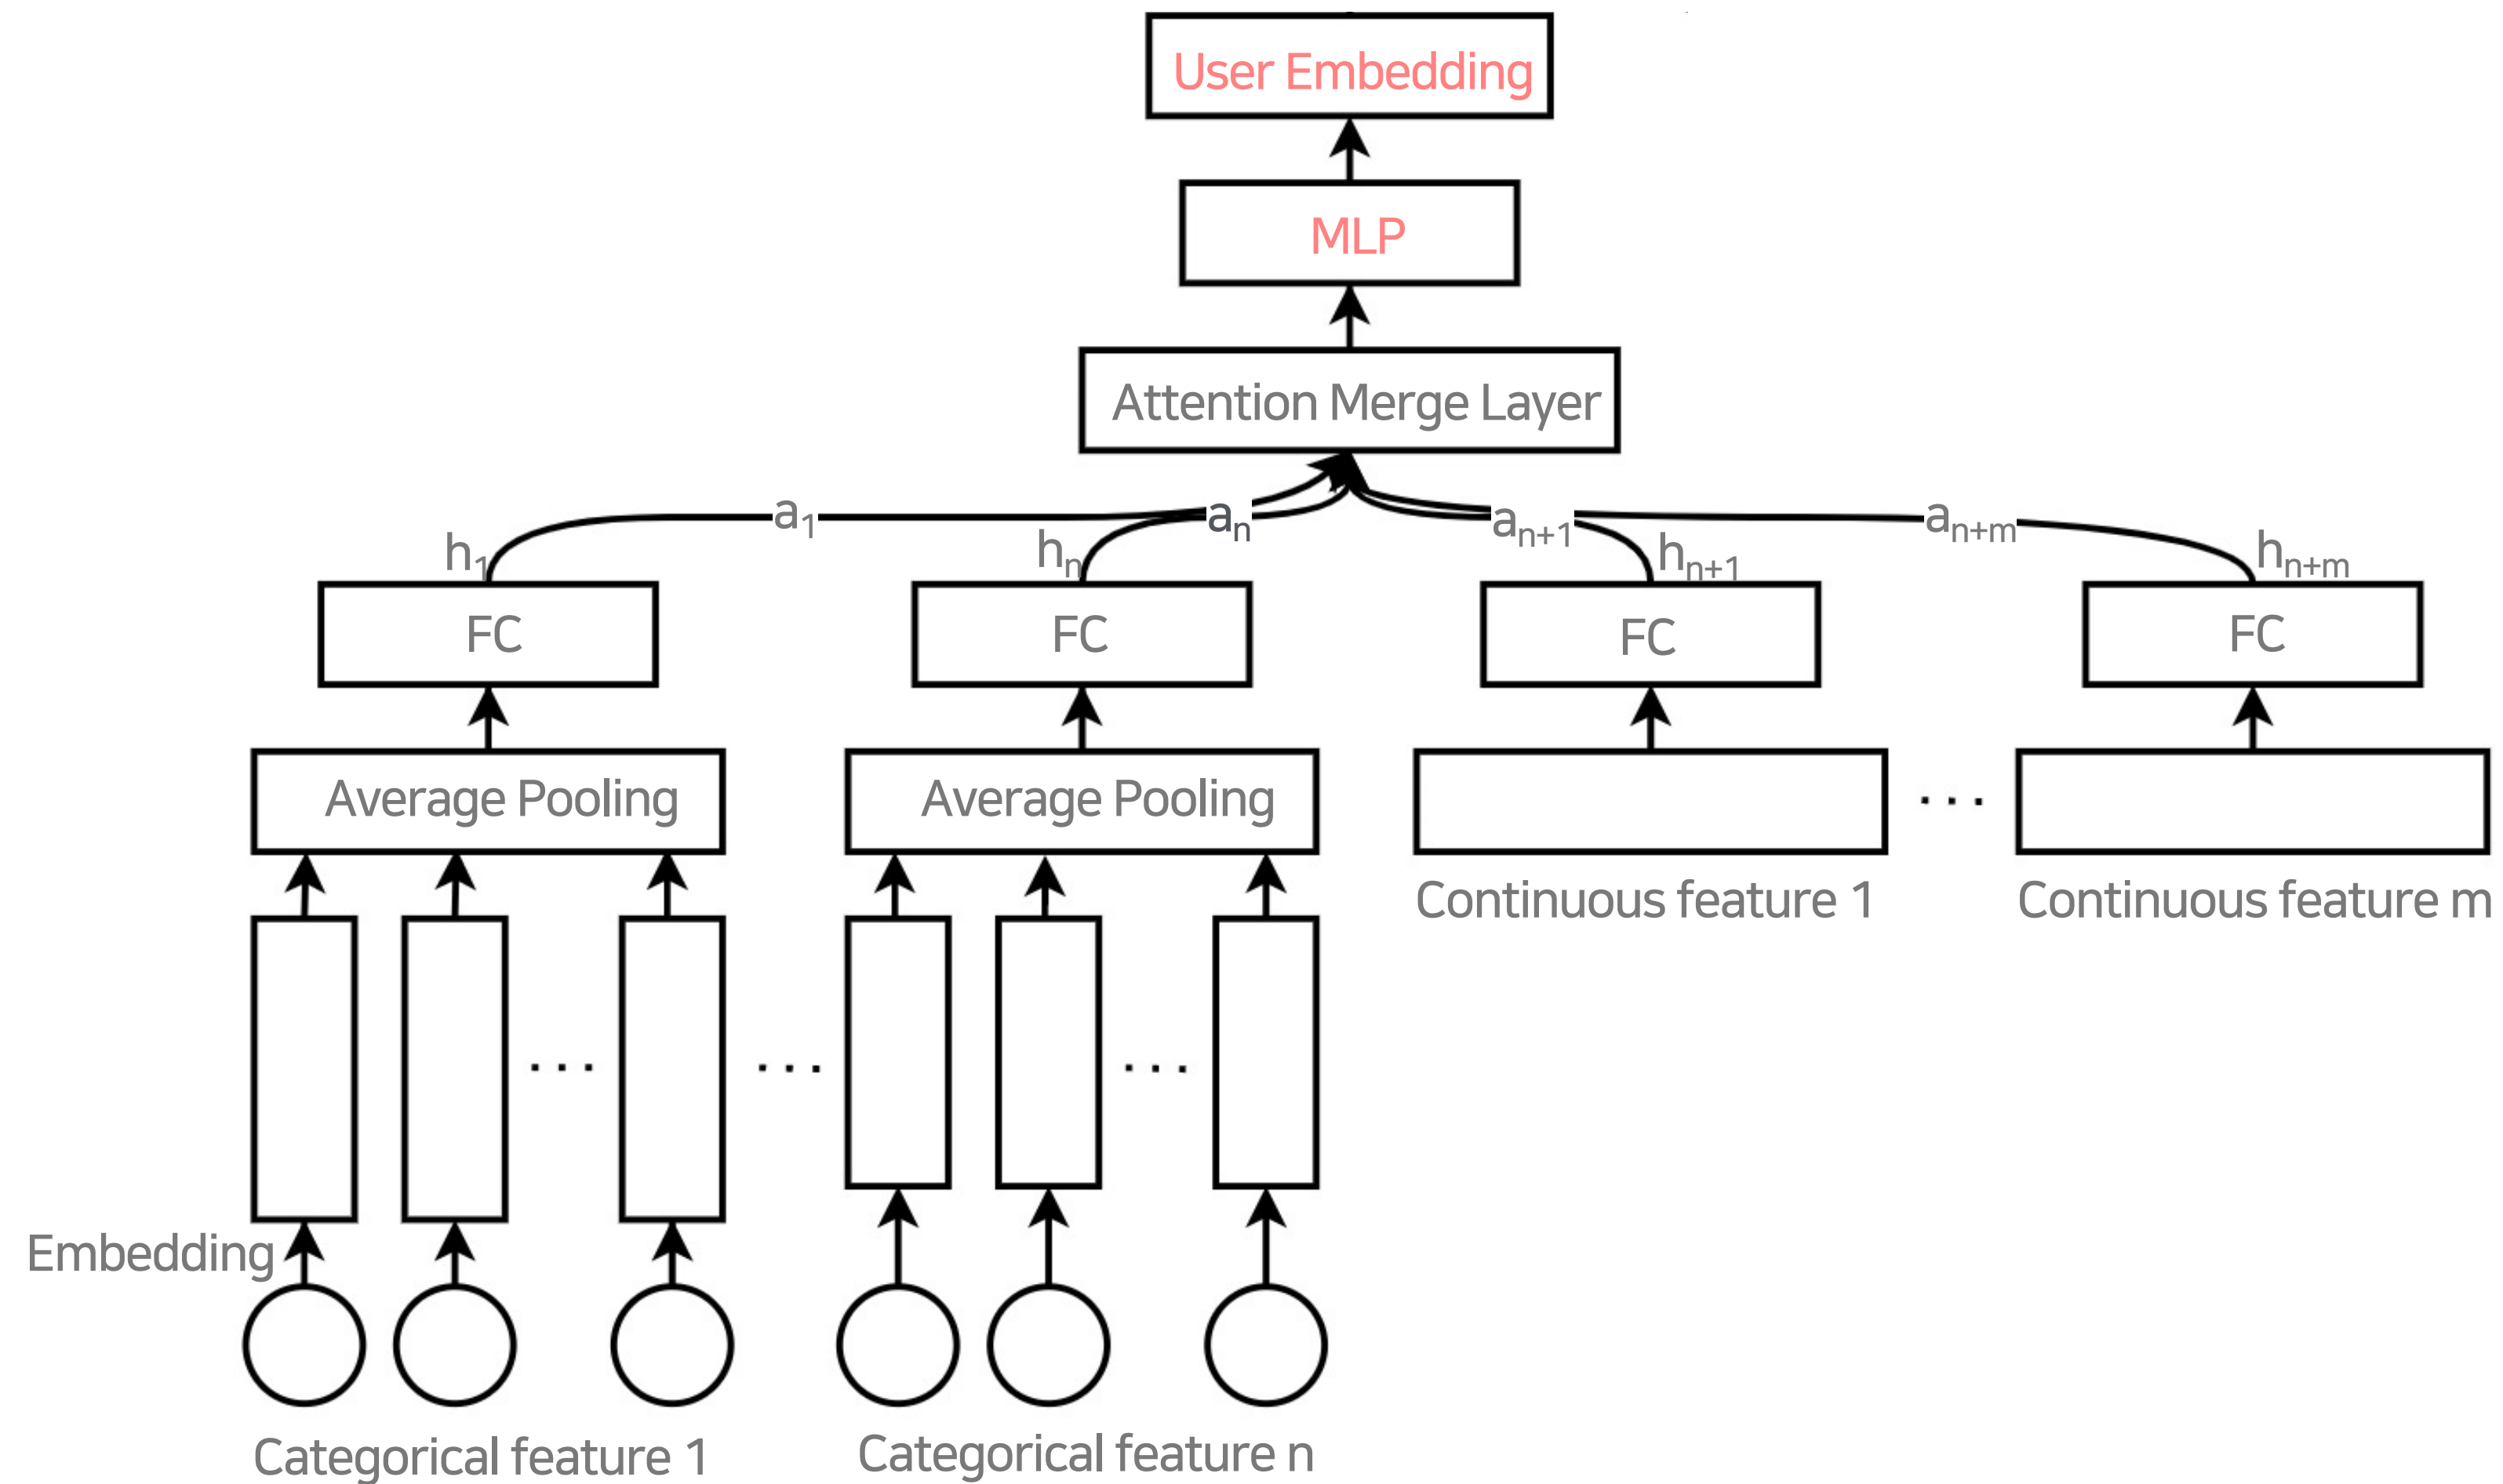 User Embedding
MLP
Attention Merge Layer
a1
an
an+1
an+m
h1
hn
hn+1
hn+m
FC
FC
FC
FC
Average Pooling
Average Pooling
...
Continuous feature 1
Continuous feature m
...
...
...
Embedding
Categorical feature 1
Categorical feature n